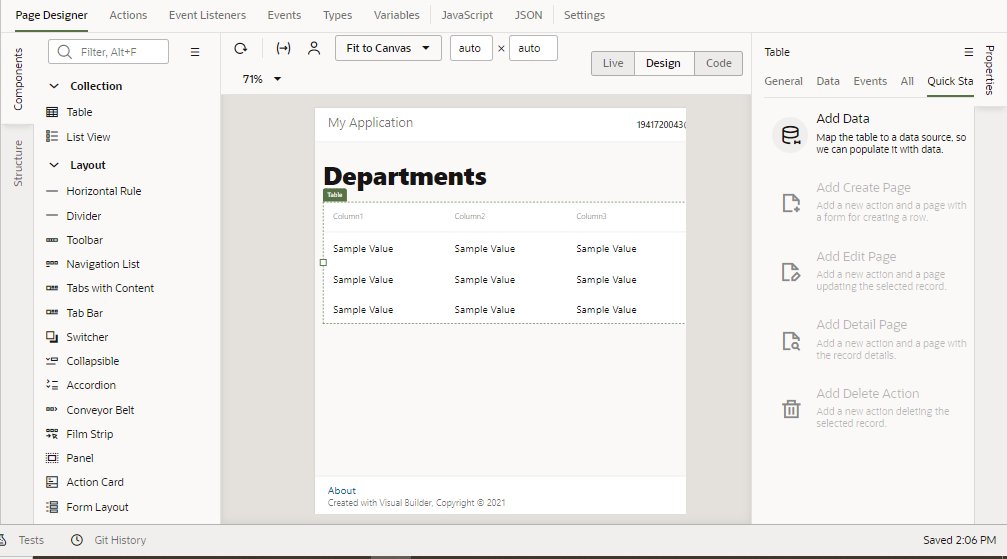 Page Designer Actions Event Listeners Events Types Variables JavaScript JSON Settings
Components
Structure
Filter, Alt+F
Collection
Table
List View
Layout
Horizontal Rule
Divider
Toolbar
Navigation List
Tabs with Content
Tab Bar
Switcher
Collapsible
Accordion
Conveyor Belt
Film Strip
Panel
Action Card
Form Layout
Fit to Canvas auto × auto
71%
Live Design Code
My Application 1941720043(
Departments
Table
Column1 Column2 Column3
Sample Value Sample Value Sample Value
Sample Value Sample Value Sample Value
Sample Value Sample Value Sample Value
About
Created with Visual Builder, Copyright © 2021
Table
General Data Events All Quick Sta
Properties
Add Data
Map the table to a data source, so
we can populate it with data.
Add Create Page
Add a new action and a page with
a form for creating a row.
Add Edit Page
Add a new action and a page
updating the selected record.
Add Detail Page
Add a new action and a page with
the record details.
Add Delete Action
Add a new action deleting the
selected record.
Tests Git History Saved 2:06 PM